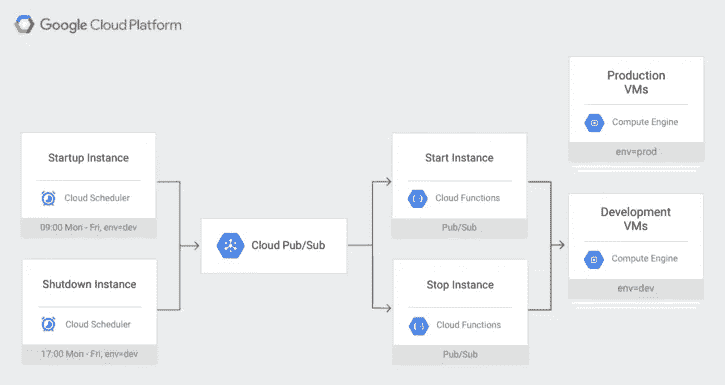 Google Cloud Platform
Startup Instance
Cloud Scheduler
09:00 Mon - Fri, env=dev
Shutdown Instance
Cloud Scheduler
17:00 Mon - Fri, env=dev
Cloud Pub/Sub
Start Instance
Cloud Functions
Pub/Sub
Stop Instance
Cloud Functions
Pub/Sub
Production
VMs
Compute Engine
env=prod
Development
VMs
Compute Engine
env=dev